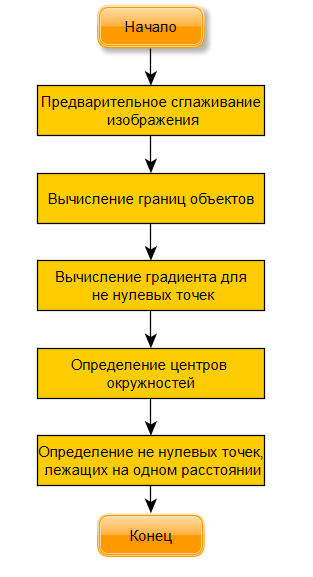 Начало
Предварительное сглаживание
изображения
Вычисление границ объектов
Вычисление градиента для
не нулевых точек
Определение центров
окружностей
Определение не нулевых точек,
лежащих на одном расстоянии
Конец